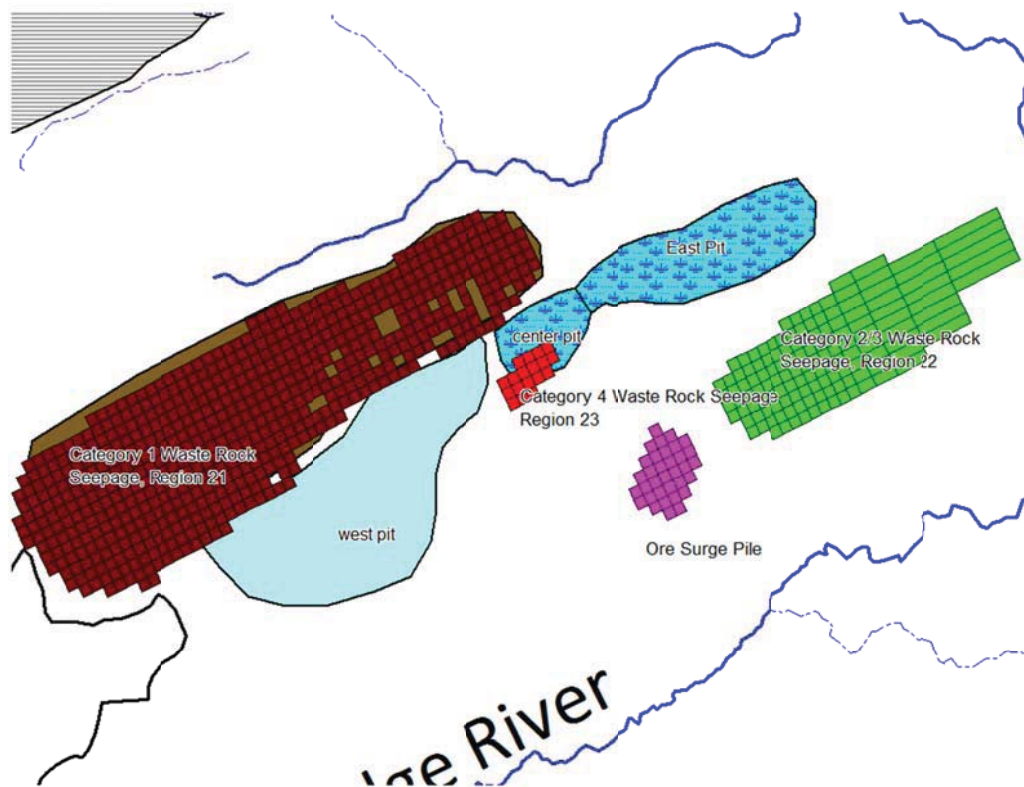 East Pit
center pit
Category 2/3 Waste Rock
Seepage, Region 22
Category 4 Waste Rock Seepage
Region 23
Category 1 Waste Rock
Seepage, Region 21
west pit
Ore Surge Pile
River